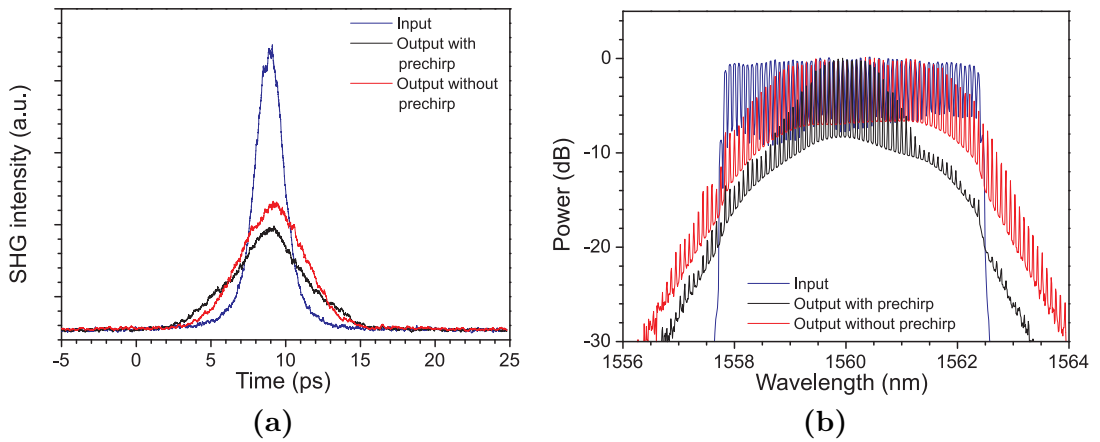 Input
Output with
prechirp
Output without
prechirp
SHG intensity (a.u.)
-5 0 5 10 15 20 25
Time (ps)
(a)
0
-10
-20
-30
Power (dB)
Input
Output with prechirp
Output without prechirp
1556 1558 1560 1562 1564
Wavelength (nm)
(b)